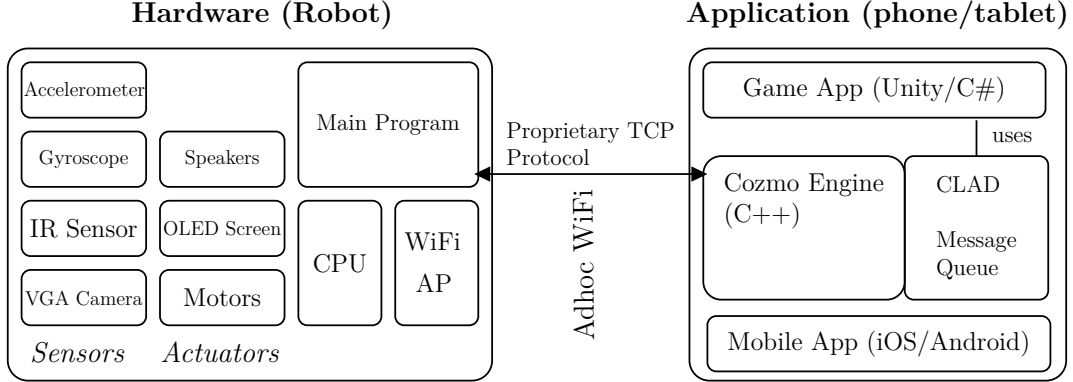 Hardware (Robot)
Accelerometer
Gyroscope
IR Sensor
VGA Camera
Sensors
Speakers
OLED Screen
Motors
Actuators
Main Program
CPU
WiFi
AP
Proprietary TCP
Protocol
Adhoc WiFi
Application (phone/tablet)
Game App (Unity/C#)
uses
Cozmo Engine
(C++)
CLAD
Message
Queue
Mobile App (iOS/Android)